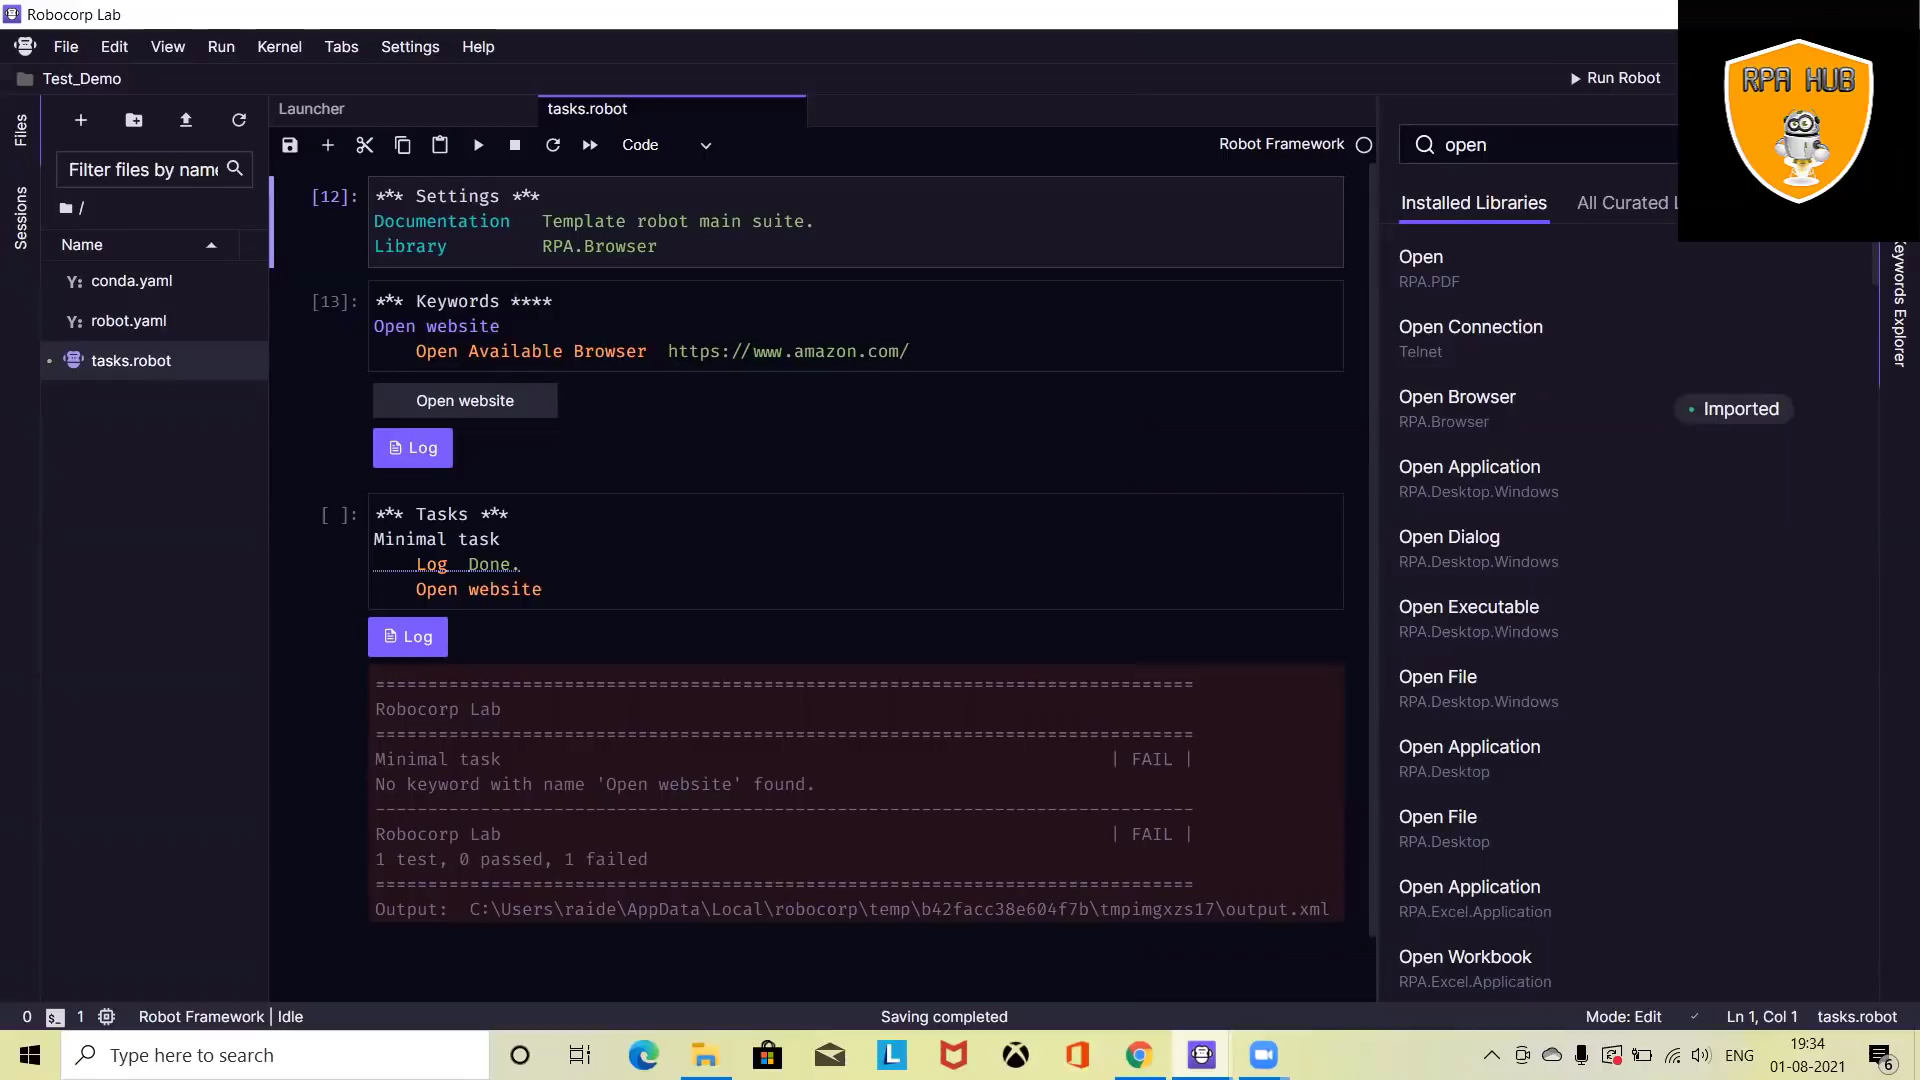 Robocorp Lab
File Edit View Run Kernel Tabs Settings Help
Test_Demo
Run Robot
RPA HUB
Files
Sessions
Filter files by name
/
Name
conda.yaml
robot.yaml
tasks.robot
Launcher
tasks.robot
Code
Robot Framework
[12]:
*** Settings ***
Documentation Template robot main suite.
Library RPA.Browser
[13]:
*** Keywords ****
Open website
Open Available Browser https://www.amazon.com/
Open website
Log
[ ]:
*** Tasks ***
Minimal task
Log Done.
Open website
Log
==============================================================================
Robocorp Lab
==============================================================================
Minimal task | FAIL |
No keyword with name 'Open website' found.
------------------------------------------------------------------------------
Robocorp Lab | FAIL |
1 test, 0 passed, 1 failed
==============================================================================
Output: C:\Users\raide\AppData\Local\robocorp\temp\b42facc38e604f7b\tmpimgxzs17\output.xml
open
Installed Libraries All Curated L
Open
RPA.PDF
Open Connection
Telnet
Open Browser
RPA.Browser
Imported
Open Application
RPA.Desktop.Windows
Open Dialog
RPA.Desktop.Windows
Open Executable
RPA.Desktop.Windows
Open File
RPA.Desktop.Windows
Open Application
RPA.Desktop
Open File
RPA.Desktop
Open Application
RPA.Excel.Application
Open Workbook
RPA.Excel.Application
Keywords Explorer
0 1 Robot Framework | Idle
Saving completed
Mode: Edit Ln 1, Col 1 tasks.robot
Type here to search
ENG
19:34
01-08-2021
6